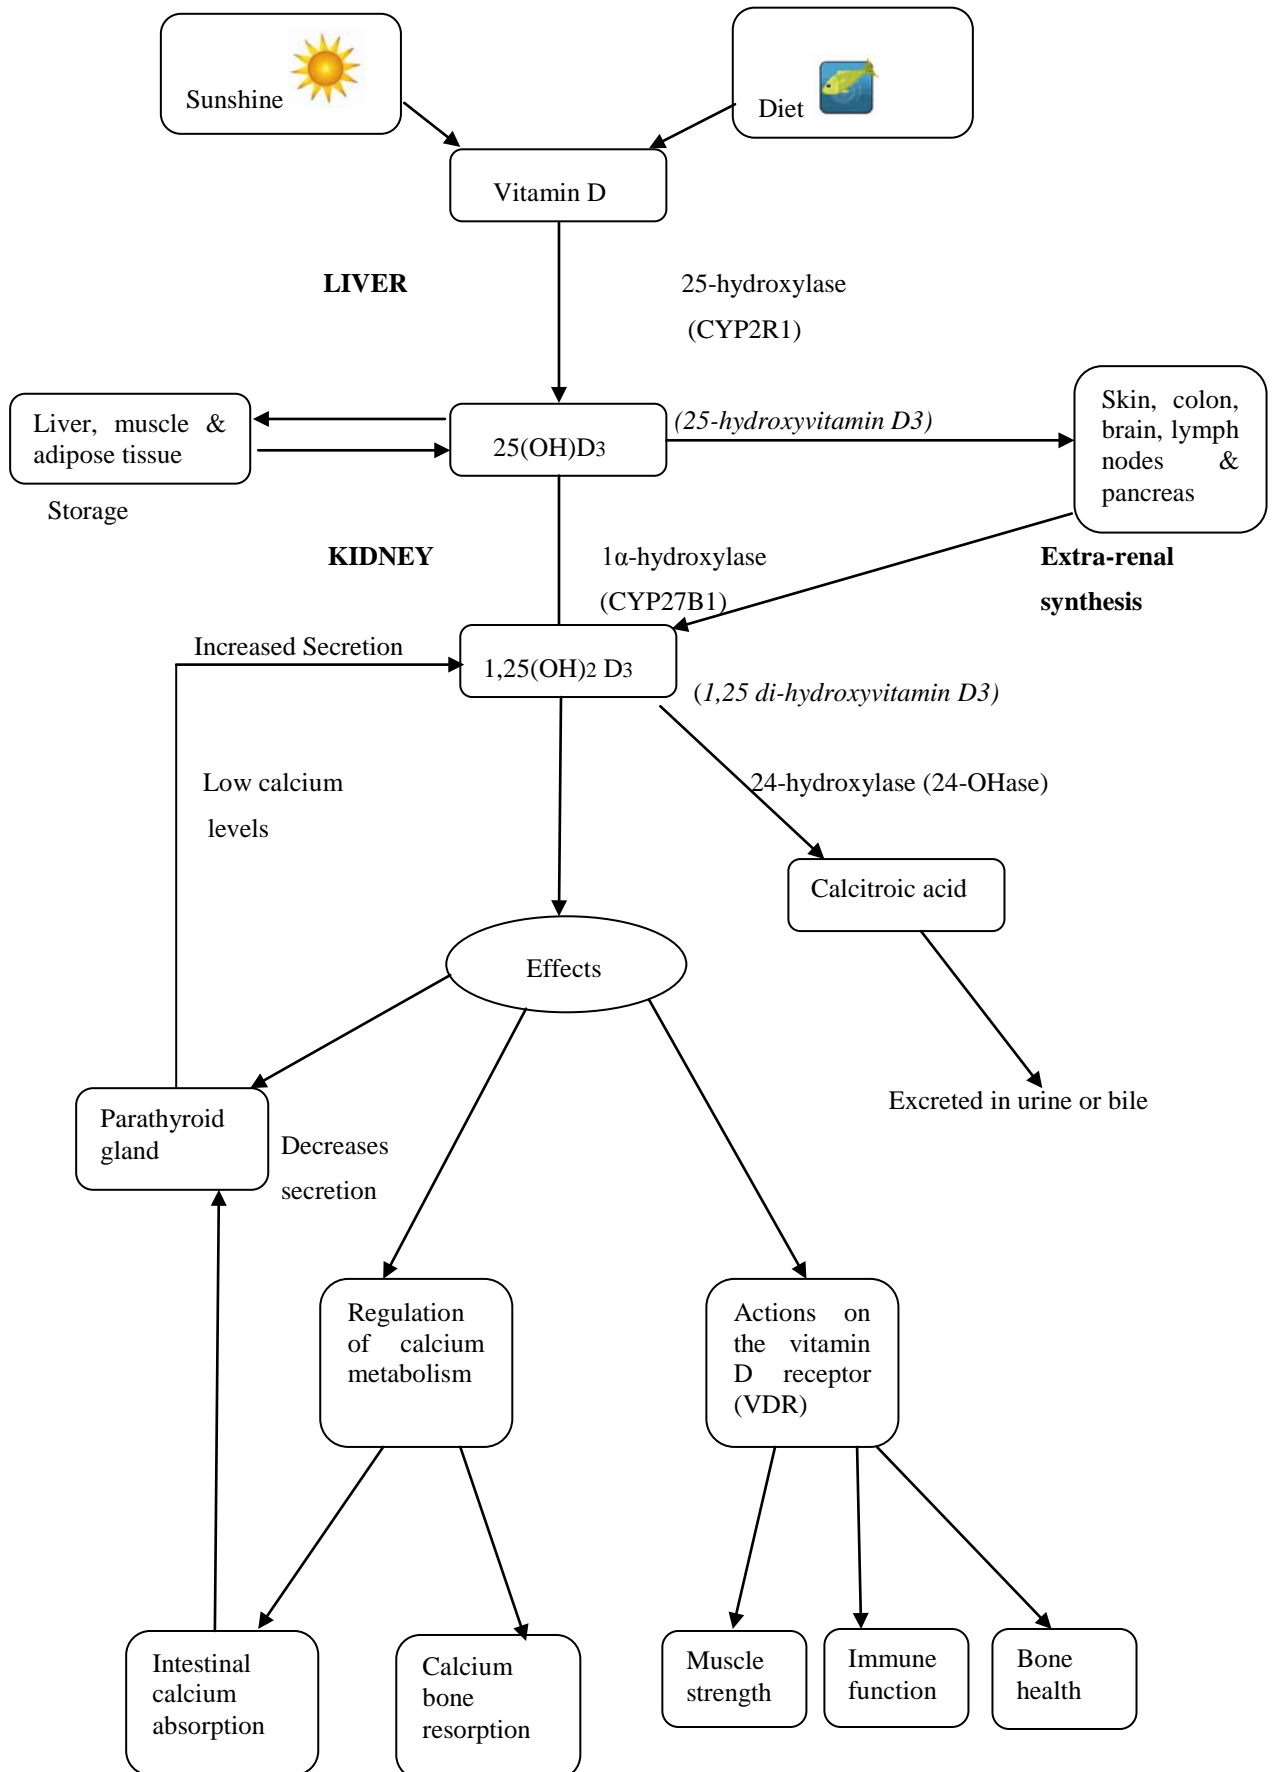 Sunshine
Diet
Vitamin D
LIVER
25-hydroxylase
(CYP2R1)
Liver, muscle &
adipose tissue
Storage
25(OH)D3
(25-hydroxyvitamin D3)
Skin, colon,
brain, lymph
nodes &
pancreas
KIDNEY
1α-hydroxylase
(CYP27B1)
Extra-renal
synthesis
Increased Secretion
1,25(OH)2 D3
(1,25 di-hydroxyvitamin D3)
Low calcium
levels
24-hydroxylase (24-OHase)
Calcitroic acid
Effects
Excreted in urine or bile
Parathyroid
gland
Decreases
secretion
Regulation
of calcium
metabolism
Actions on
the vitamin
D receptor
(VDR)
Intestinal
calcium
absorption
Calcium
bone
resorption
Muscle
strength
Immune
function
Bone
health